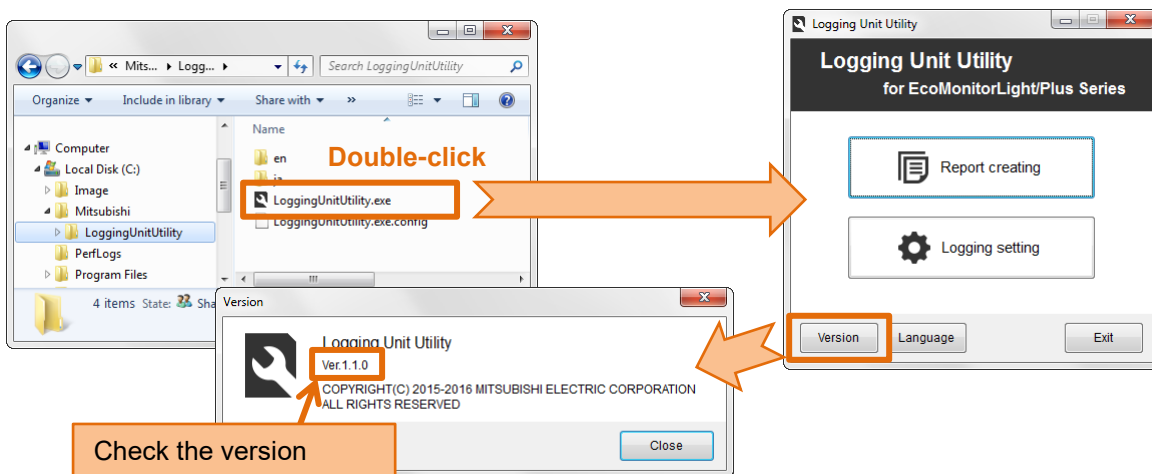 « Mits... ▸ Logg... ▸
Search LoggingUnitUtility
Organize ▾ Include in library ▾ Share with ▾ »
Computer
Local Disk (C:)
Image
Mitsubishi
LoggingUnitUtility
PerfLogs
Program Files
Name
en
ja
LoggingUnitUtility.exe
LoggingUnitUtility.exe.config
4 items State: Sha
Double-click
Logging Unit Utility
Logging Unit Utility
for EcoMonitorLight/Plus Series
Report creating
Logging setting
Version Language Exit
Version
Logging Unit Utility
Ver.1.1.0
COPYRIGHT(C) 2015-2016 MITSUBISHI ELECTRIC CORPORATION
ALL RIGHTS RESERVED
Close
Check the version